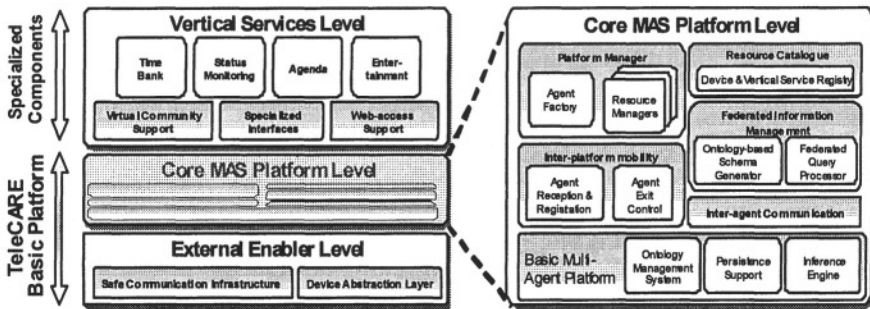 Specialized
Components
TeleCARE
Basic Platform
Vertical Services Level
Time
Bank
Status
Monitoring
Agenda
Enter-
tainment
Virtual Community
Support
Specialized
Interfaces
Web-access
Support
Core MAS Platform Level
External Enabler Level
Safe Communication Infrastructure
Device Abstraction Layer
Core MAS Platform Level
Platform Manager
Agent
Factory
Resource
Managers
Resource Catalogue
Device & Vertical Service Registry
Federated Information
Management
Ontology-based
Schema
Generator
Federated
Query
Processor
Inter-platform mobility
Agent
Reception &
Registration
Agent
Exit
Control
Inter-agent Communication
Basic Multi-
Agent Platform
Ontology
Management
System
Persistence
Support
Inference
Engine